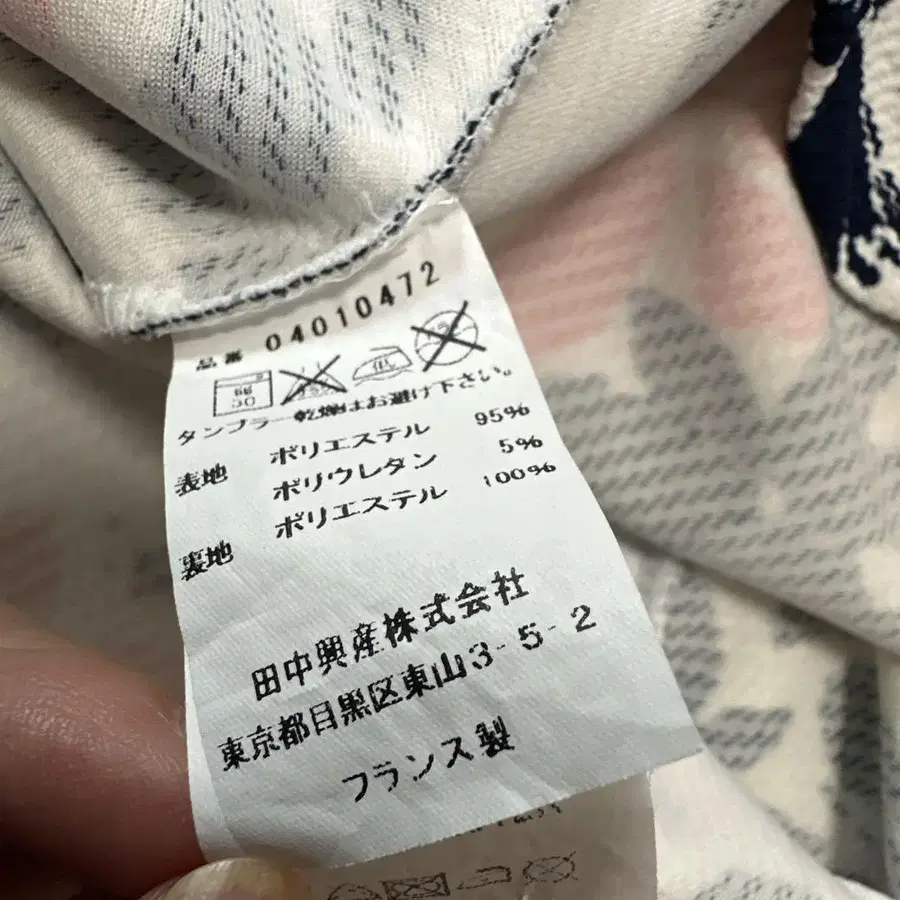 品番 04010472
タンブラー乾燥はお避け下さい。
表地 ポリエステル 95%
ポリウレタン 5%
裏地 ポリエステル 100%
田中興産株式会社
東京都目黒区東山3-5-2
フランス製